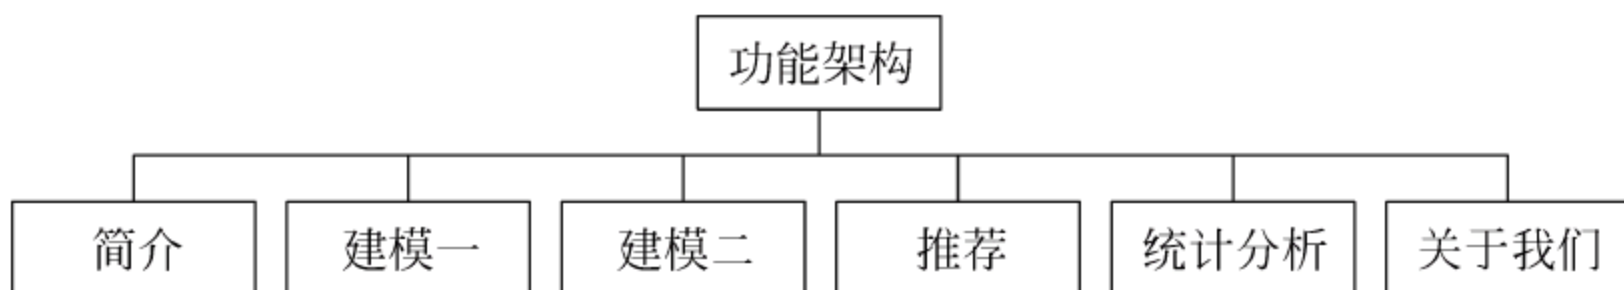 功能架构
简介
建模一
建模二
推荐
统计分析
关于我们